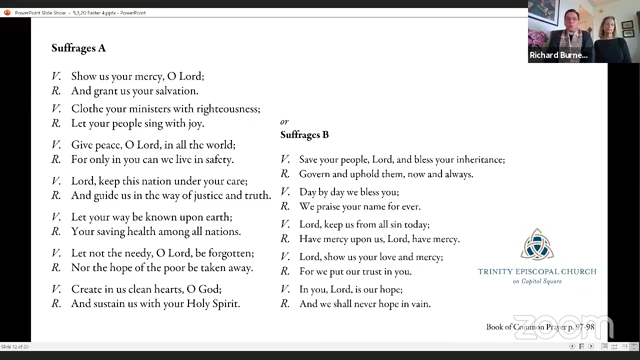 PowerPoint Slide Show - 5.3.20 Easter 4.pptx - PowerPoint
Richard Burne...
Suffrages A
V. Show us your mercy, O Lord;
R. And grant us your salvation.
V. Clothe your ministers with righteousness;
R. Let your people sing with joy.
V. Give peace, O Lord, in all the world;
R. For only in you can we live in safety.
V. Lord, keep this nation under your care;
R. And guide us in the way of justice and truth.
V. Let your way be known upon earth;
R. Your saving health among all nations.
V. Let not the needy, O Lord, be forgotten;
R. Nor the hope of the poor be taken away.
V. Create in us clean hearts, O God;
R. And sustain us with your Holy Spirit.
or
Suffrages B
V. Save your people, Lord, and bless your inheritance;
R. Govern and uphold them, now and always.
V. Day by day we bless you;
R. We praise your name for ever.
V. Lord, keep us from all sin today;
R. Have mercy upon us, Lord, have mercy.
V. Lord, show us your love and mercy;
R. For we put our trust in you.
V. In you, Lord, is our hope;
R. And we shall never hope in vain.
TRINITY EPISCOPAL CHURCH
on Capitol Square
Book of Common Prayer p. 97-98
zoom